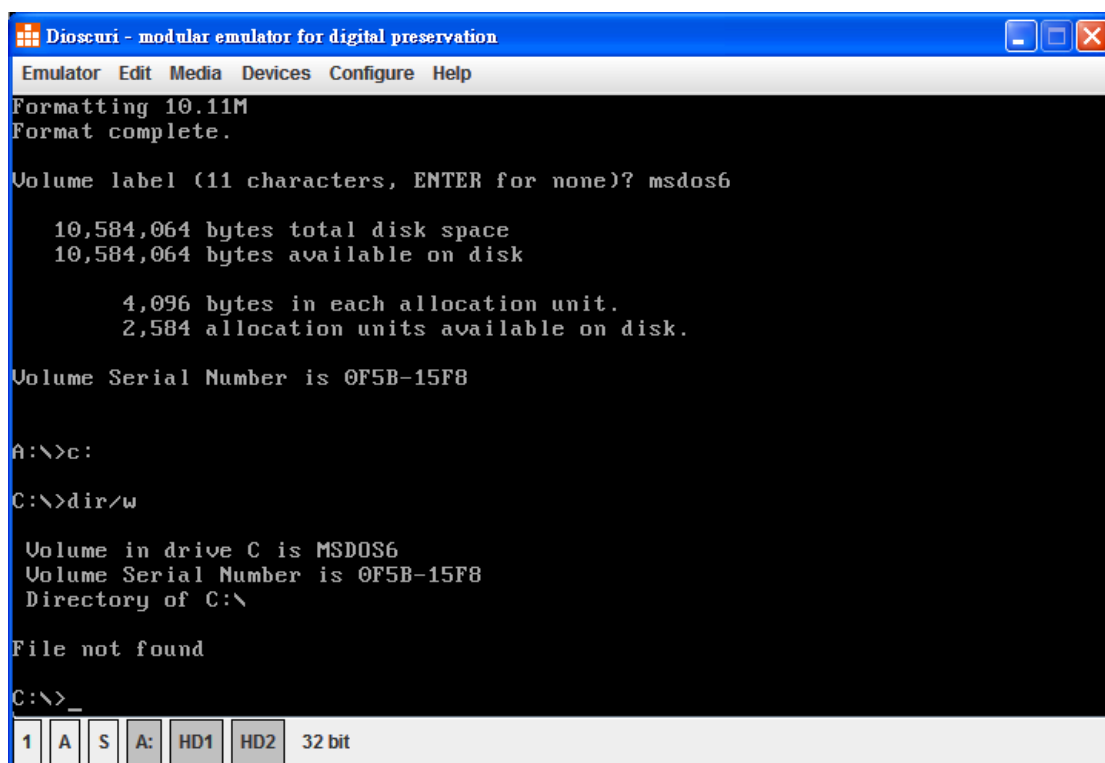 Dioscuri - modular emulator for digital preservation
Emulator Edit Media Devices Configure Help
Formatting 10.11M
Format complete.
Volume label (11 characters, ENTER for none)? msdos6
10,584,064 bytes total disk space
10,584,064 bytes available on disk
4,096 bytes in each allocation unit.
2,584 allocation units available on disk.
Volume Serial Number is 0F5B-15F8
A:\>c:
C:\>dir/w
Volume in drive C is MSDOS6
Volume Serial Number is 0F5B-15F8
Directory of C:\
File not found
C:\>_
1 A S A: HD1 HD2 32 bit